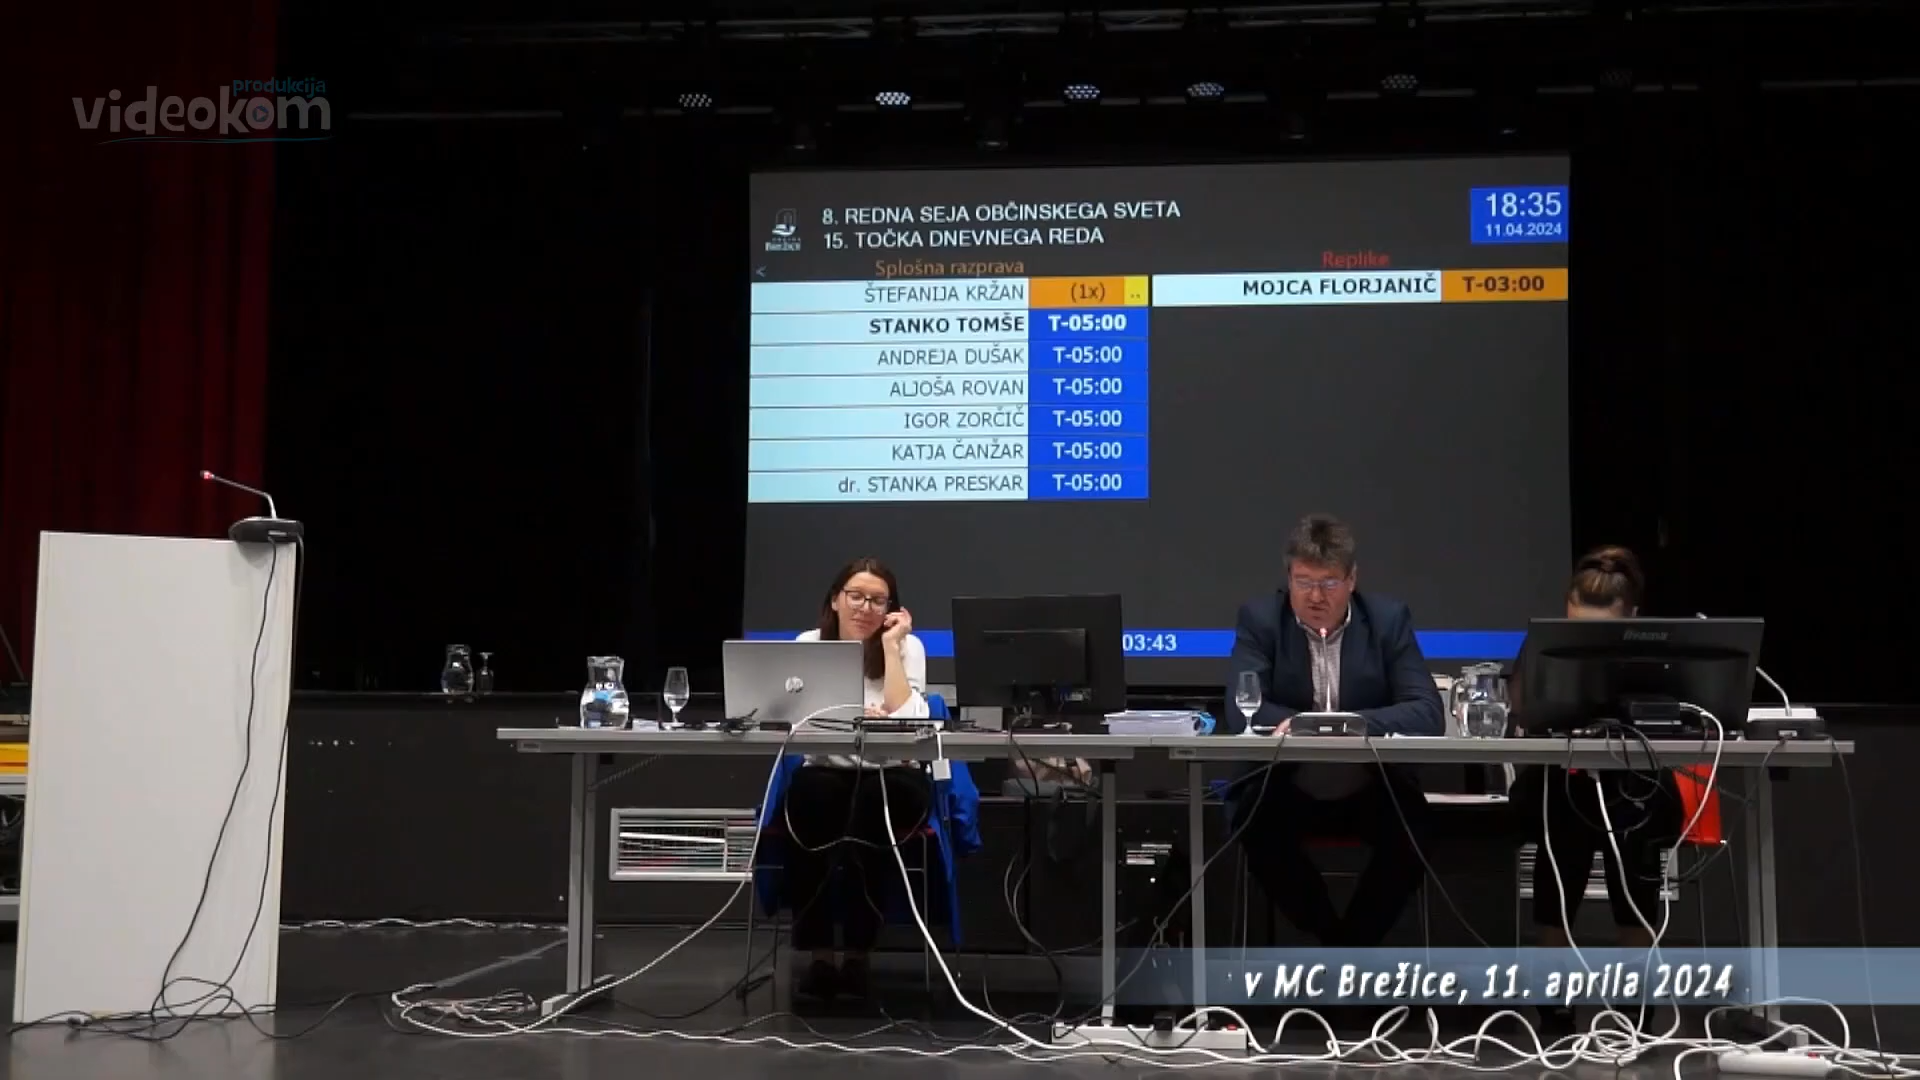 produkcija
videokom
8. REDNA SEJA OBČINSKEGA SVETA
15. TOČKA DNEVNEGA REDA
18:35
11.04.2024
BREŽICE
<
Splošna razprava
Replike
ŠTEFANIJA KRŽAN (1x) ..
MOJCA FLORJANIČ T-03:00
STANKO TOMŠE T-05:00
ANDREJA DUŠAK T-05:00
ALJOŠA ROVAN T-05:00
IGOR ZORČIČ T-05:00
KATJA ČANŽAR T-05:00
dr. STANKA PRESKAR T-05:00
03:43
hp
iiyama
v MC Brežice, 11. aprila 2024